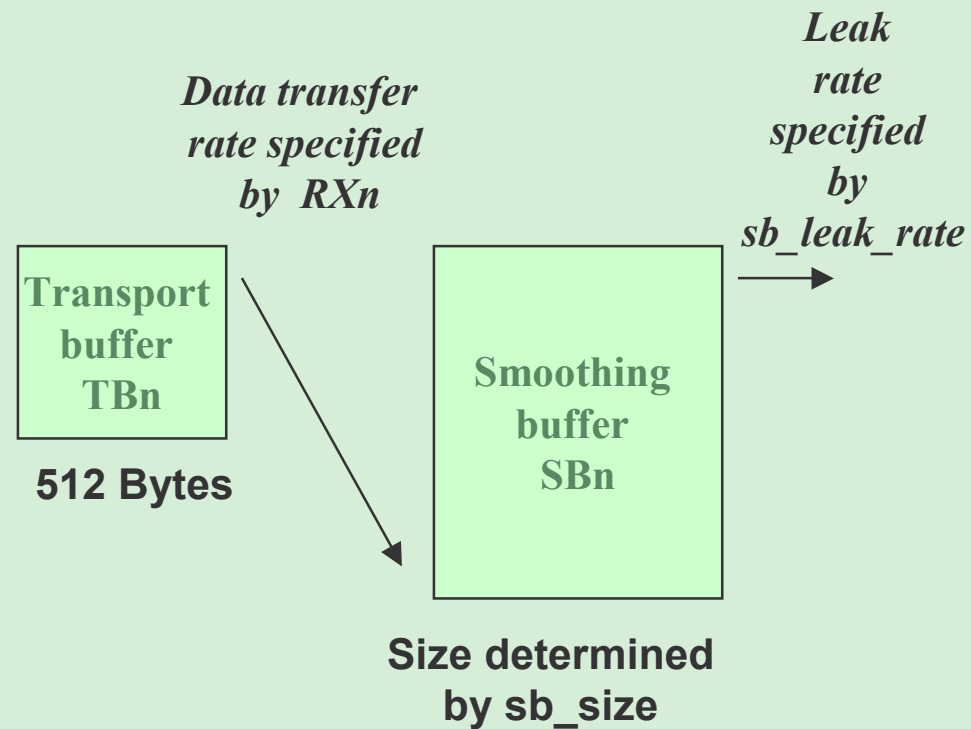 Leak
rate
specified
by
sb_leak_rate
Data transfer
rate specified
by RXn
Transport
buffer
TBn
512 Bytes
Smoothing
buffer
SBn
Size determined
by sb_size